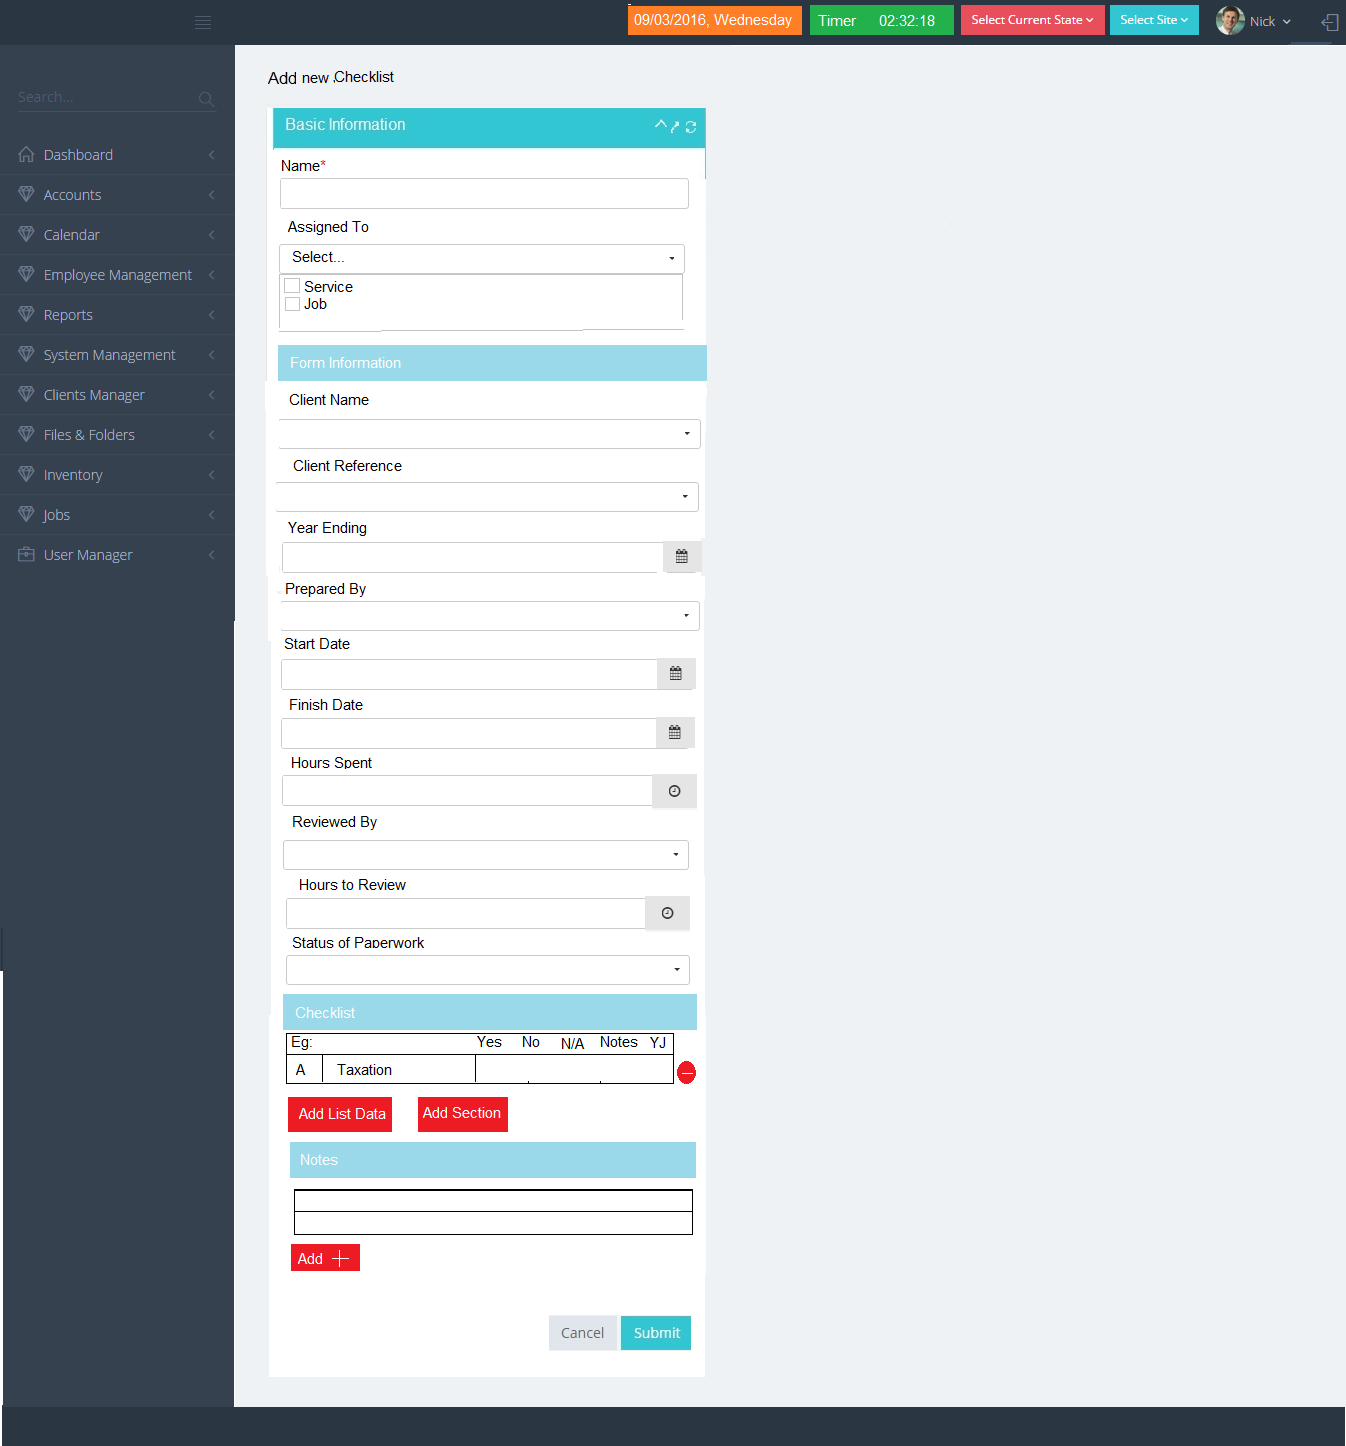 09/03/2016, Wednesday Timer 02:32:18 Select Current State Select Site Nick
Search...
Dashboard
Accounts
Calendar
Employee Management
Reports
System Management
Clients Manager
Files & Folders
Inventory
Jobs
User Manager
Add new Checklist
Basic Information
Name*
Assigned To
Select...
Service
Job
Form Information
Client Name
Client Reference
Year Ending
Prepared By
Start Date
Finish Date
Hours Spent
Reviewed By
Hours to Review
Status of Paperwork
Checklist
Eg: Yes No N/A Notes YJ
A Taxation
Add List Data Add Section
Notes
Add
Cancel Submit